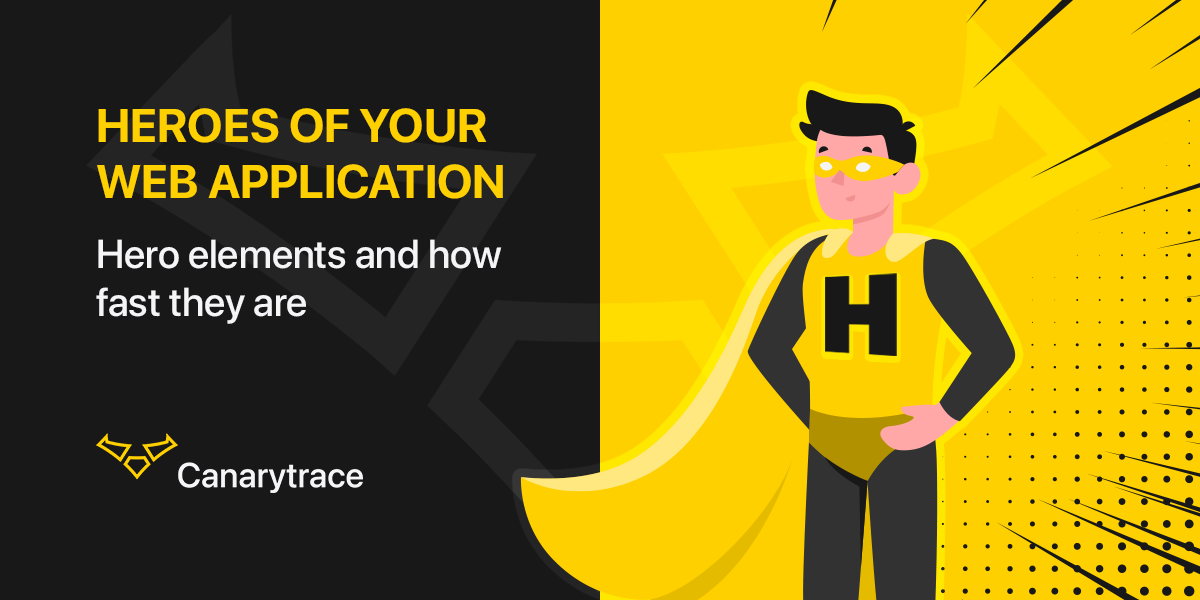 HEROES OF YOUR
WEB APPLICATION
Hero elements and how
fast they are
Canarytrace
H